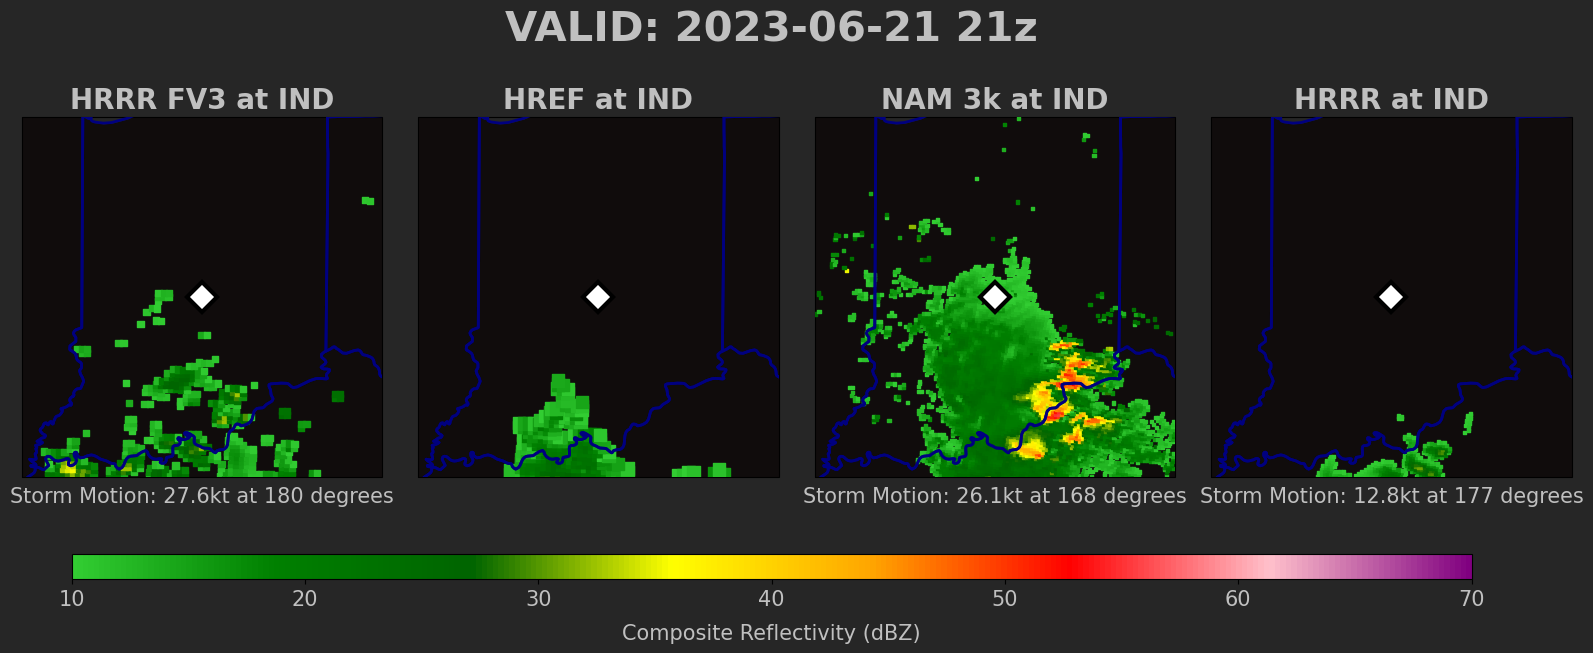 VALID: 2023-06-21 21z
HRRR FV3 at IND
HREF at IND
NAM 3k at IND
HRRR at IND
Storm Motion: 27.6kt at 180 degrees
Storm Motion: 26.1kt at 168 degrees
Storm Motion: 12.8kt at 177 degrees
10 20 30 40 50 60 70
Composite Reflectivity (dBZ)